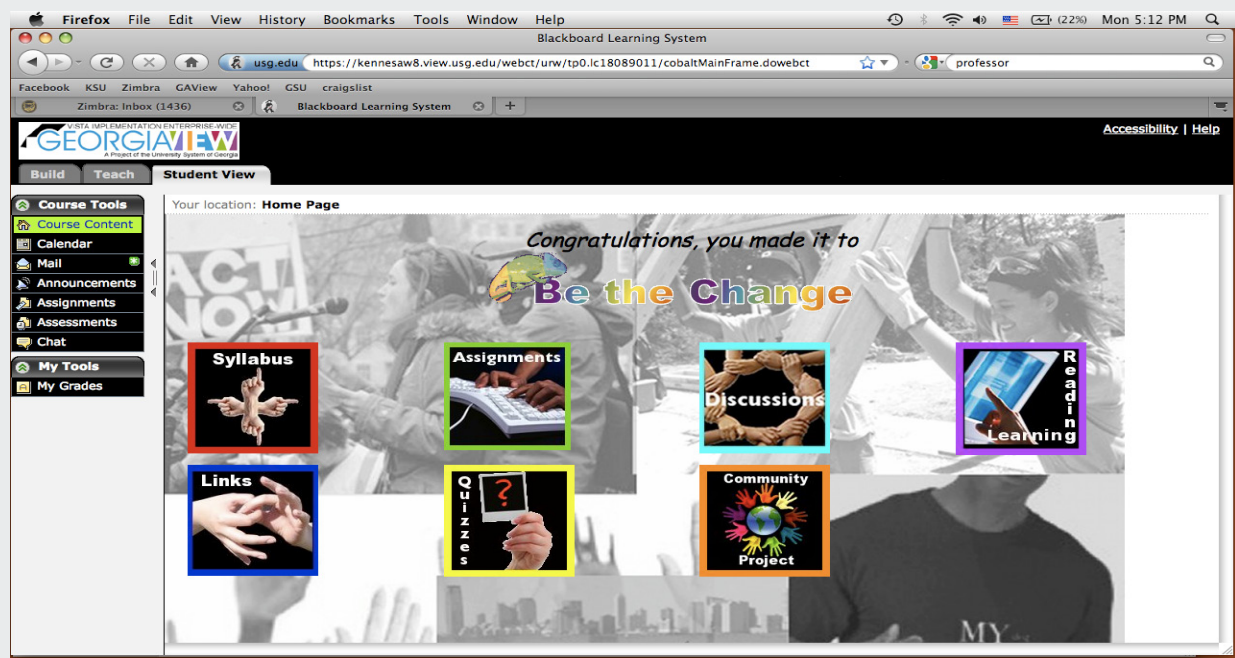 Firefox File Edit View History Bookmarks Tools Window Help (22%) Mon 5:12 PM
Blackboard Learning System
usg.edu https://kennesaw8.view.usg.edu/webct/urw/tp0.lc18089011/cobaltMainFrame.dowebct professor
Facebook KSU Zimbra GAView Yahoo! GSU craigslist
Zimbra: Inbox (1436) Blackboard Learning System
VISTA IMPLEMENTATION ENTERPRISE-WIDE
GEORGIAVIEW
A Project of the University System of Georgia
Accessibility | Help
Build Teach Student View
Course Tools
Course Content
Calendar
Mail
Announcements
Assignments
Assessments
Chat
My Tools
My Grades
Your location: Home Page
ACT
NOW
Congratulations, you made it to
Be the Change
Syllabus
Assignments
Discussions
Reading
Learning
Links
Quizzes
?
Community
Project
MY